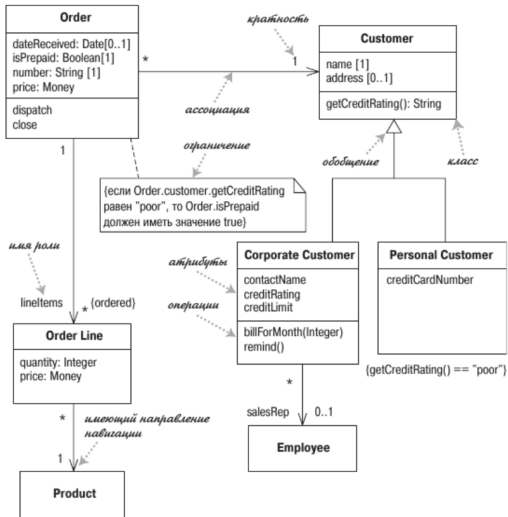 Order
dateReceived: Date[0..1]
isPrepaid: Boolean[1]
number: String [1]
price: Money
dispatch
close
кратность
*
1
ассоциация
Customer
name [1]
address [0..1]
getCreditRating(): String
ограничение
обобщение
класс
1
{если Order.customer.getCreditRating
равен "poor", то Order.isPrepaid
должен иметь значение true}
имя роли
lineItems
* {ordered}
атрибуты
операции
Corporate Customer
contactName
creditRating
creditLimit
billForMonth(Integer)
remind()
Personal Customer
creditCardNumber
{getCreditRating() == "poor"}
Order Line
quantity: Integer
price: Money
*
имеющий направление
навигации
1
Product
*
salesRep
0..1
Employee